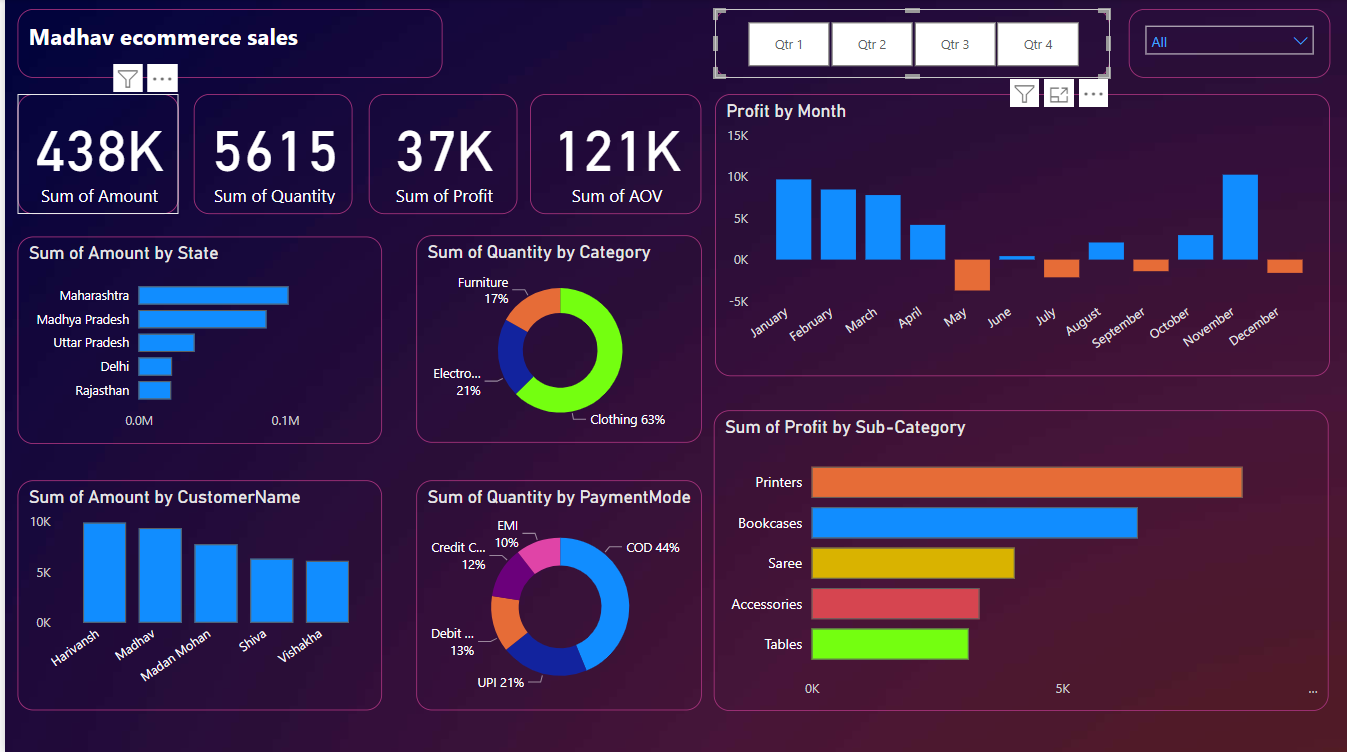 Madhav ecommerce sales
Qtr 1
Qtr 2
Qtr 3
Qtr 4
All
438K
Sum of Amount
5615
Sum of Quantity
37K
Sum of Profit
121K
Sum of AOV
Profit by Month
15K
10K
5K
0K
-5K
January
February
March
April
May
June
July
August
September
October
November
December
Sum of Amount by State
Maharashtra
Madhya Pradesh
Uttar Pradesh
Delhi
Rajasthan
0.0M
0.1M
Sum of Quantity by Category
Furniture
17%
Electro...
21%
Clothing 63%
Sum of Amount by CustomerName
10K
5K
0K
Harivansh
Madhav
Madan Mohan
Shiva
Vishakha
Sum of Quantity by PaymentMode
EMI
10%
Credit C...
12%
Debit ...
13%
UPI 21%
COD 44%
Sum of Profit by Sub-Category
Printers
Bookcases
Saree
Accessories
Tables
0K
5K
...